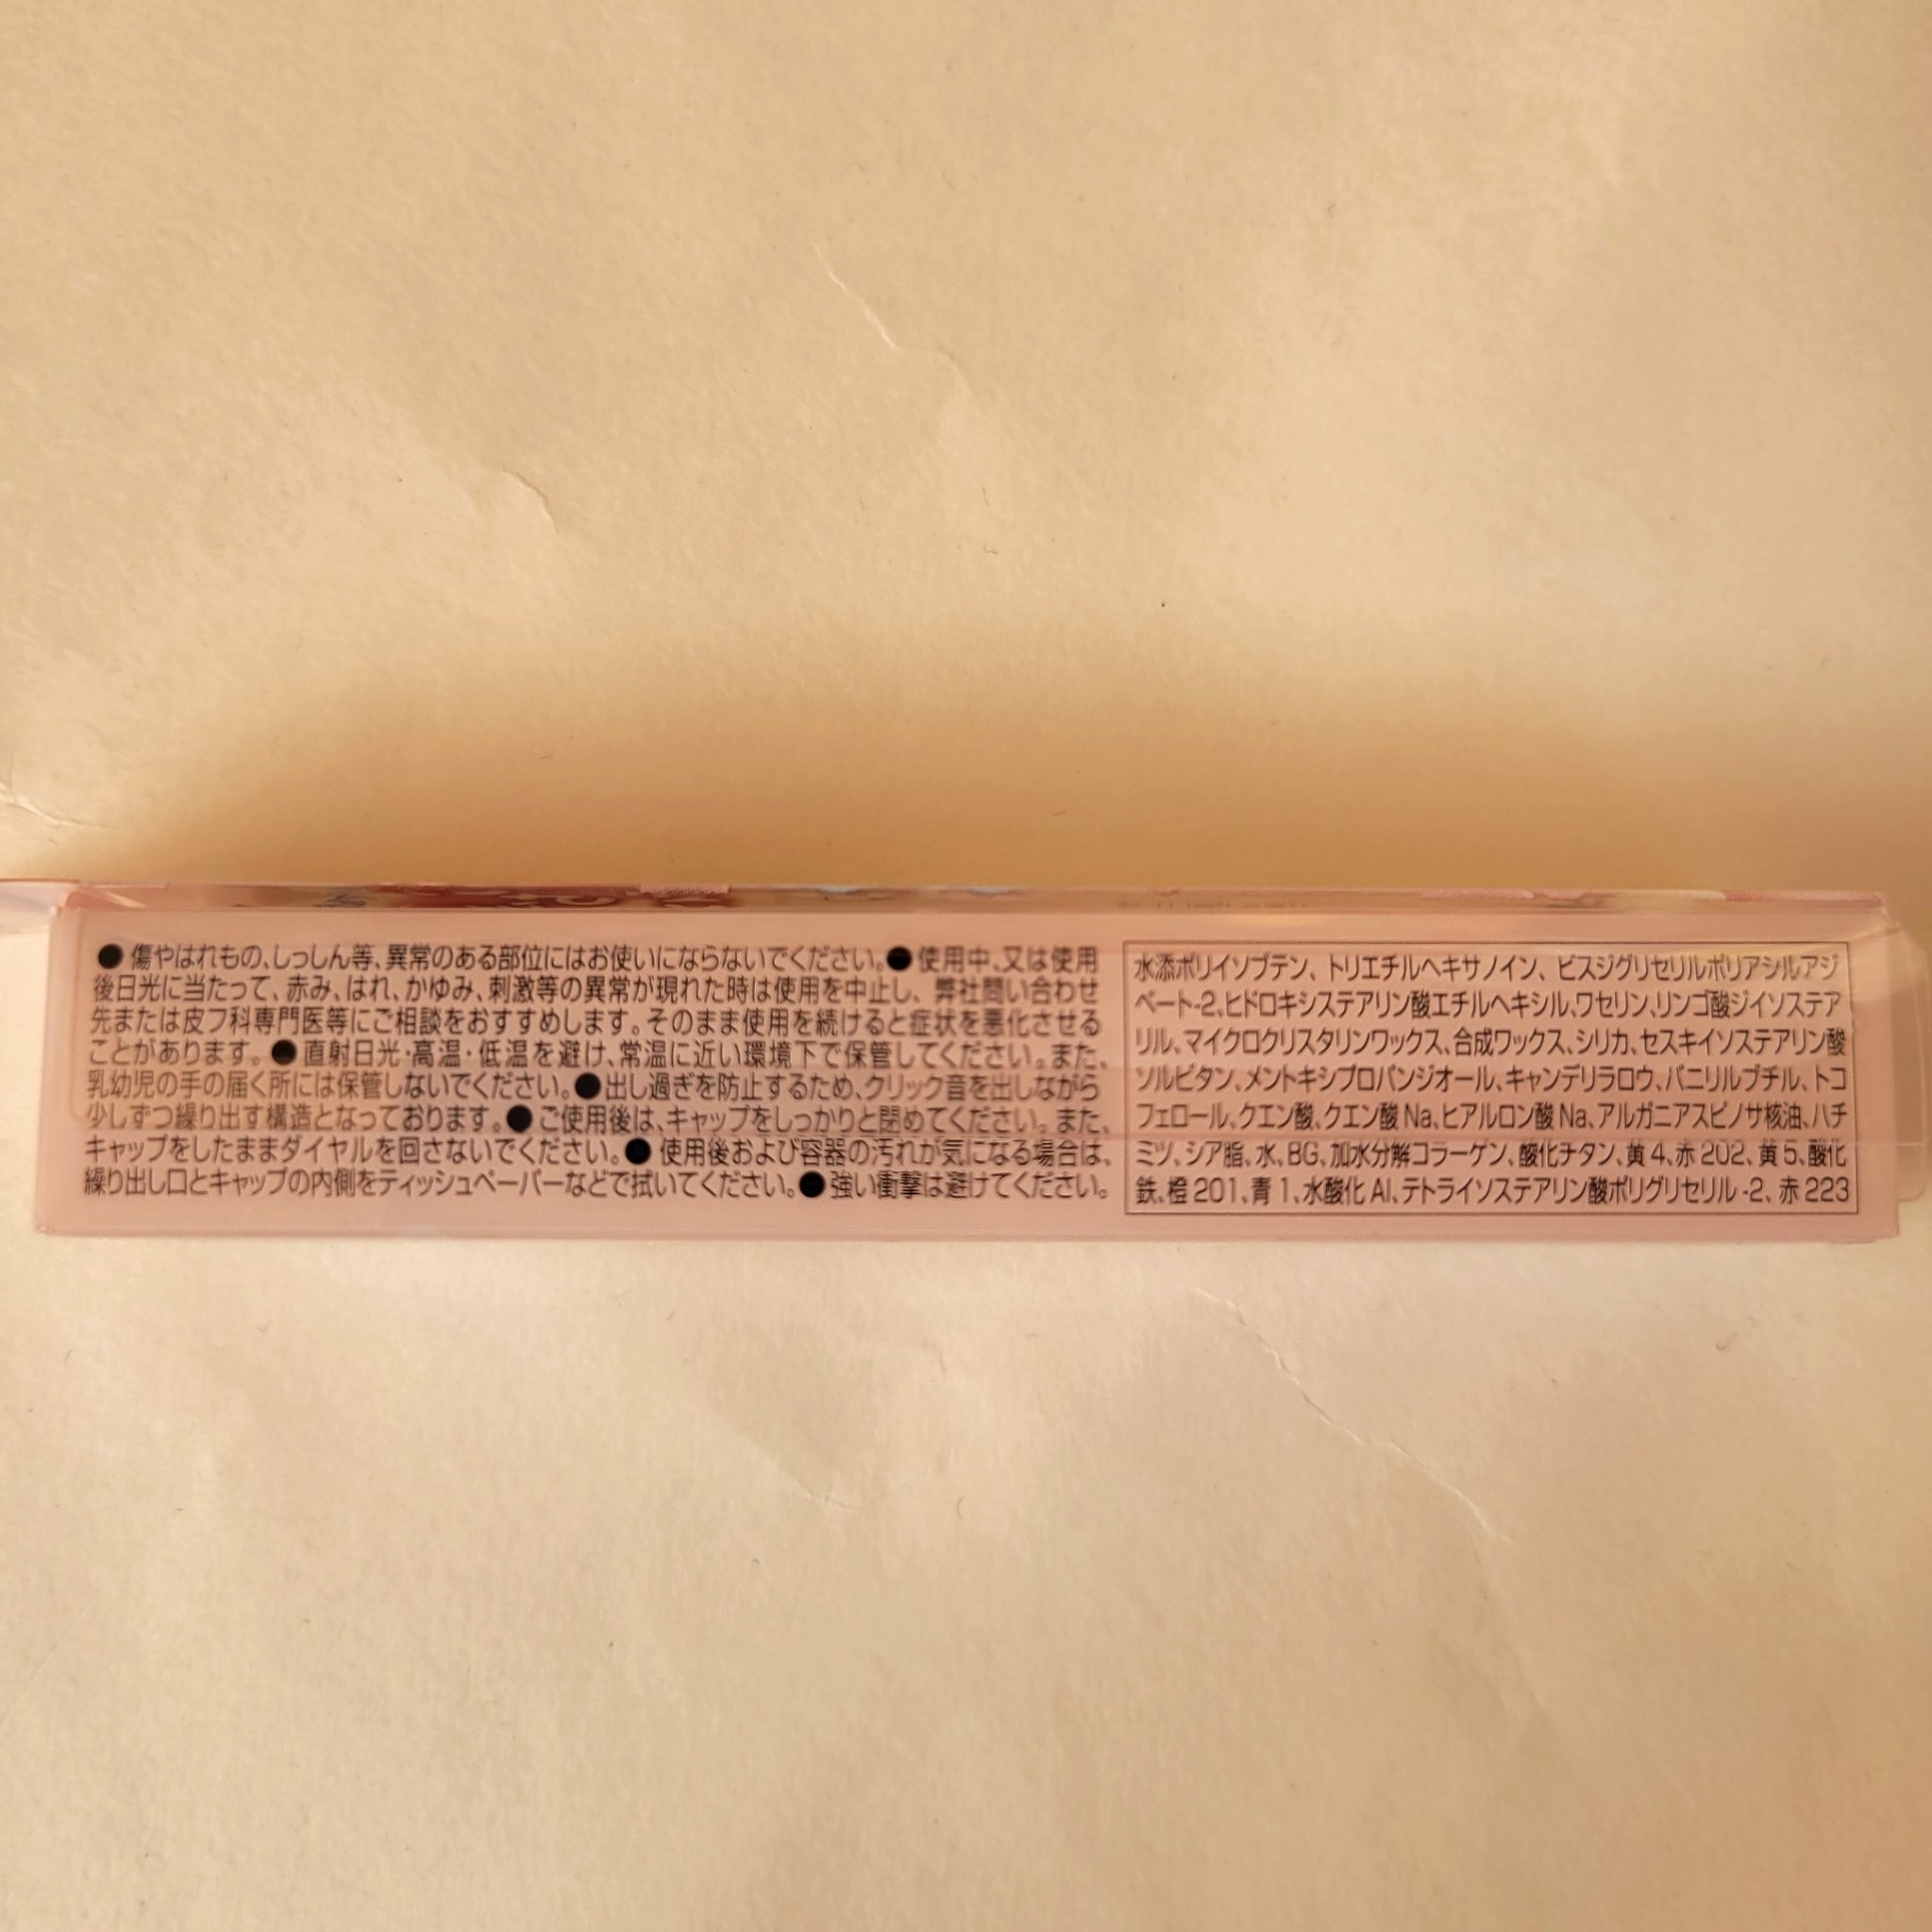 ● 傷やはれもの、しっしん等、異常のある部位にはお使いにならないでください。● 使用中、又は使用
後日光に当たって、赤み、はれ、かゆみ、刺激等の異常が現れた時は使用を中止し、弊社問い合わせ
先または皮フ科専門医等にご相談をおすすめします。そのまま使用を続けると症状を悪化させる
ことがあります。● 直射日光・高温・低温を避け、常温に近い環境下で保管してください。また、
乳幼児の手の届く所には保管しないでください。● 出し過ぎを防止するため、クリック音を出しながら
少しずつ繰り出す構造となっております。● ご使用後は、キャップをしっかりと閉めてください。また、
キャップをしたままダイヤルを回さないでください。● 使用後および容器の汚れが気になる場合は、
繰り出し口とキャップの内側をティッシュペーパーなどで拭いてください。● 強い衝撃は避けてください。
水添ポリイソブテン、トリエチルヘキサノイン、ビスジグリセリルポリアシルアジ
ペート-2、ヒドロキシステアリン酸エチルヘキシル、ワセリン、リンゴ酸ジイソステア
リル、マイクロクリスタリンワックス、合成ワックス、シリカ、セスキイソステアリン酸
ソルビタン、メントキシプロパンジオール、キャンデリラロウ、バニリルブチル、トコ
フェロール、クエン酸、クエン酸Na、ヒアルロン酸Na、アルガニアスピノサ核油、ハチ
ミツ、シア脂、水、BG、加水分解コラーゲン、酸化チタン、黄4、赤202、黄5、酸化
鉄、橙201、青1、水酸化Al、テトライソステアリン酸ポリグリセリル-2、赤223